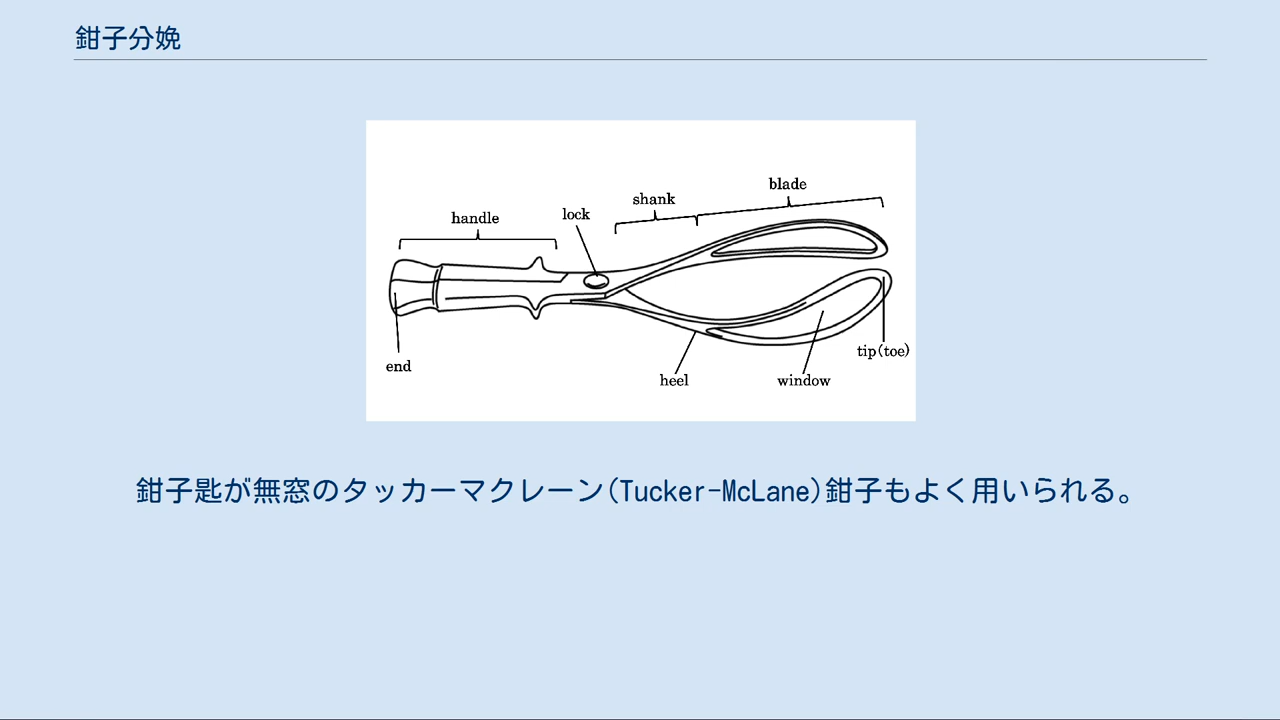 鉗子分娩
blade
shank
lock
handle
end
heel
window
tip(toe)
鉗子匙が無窓のタッカーマクレーン(Tucker-McLane)鉗子もよく用いられる。